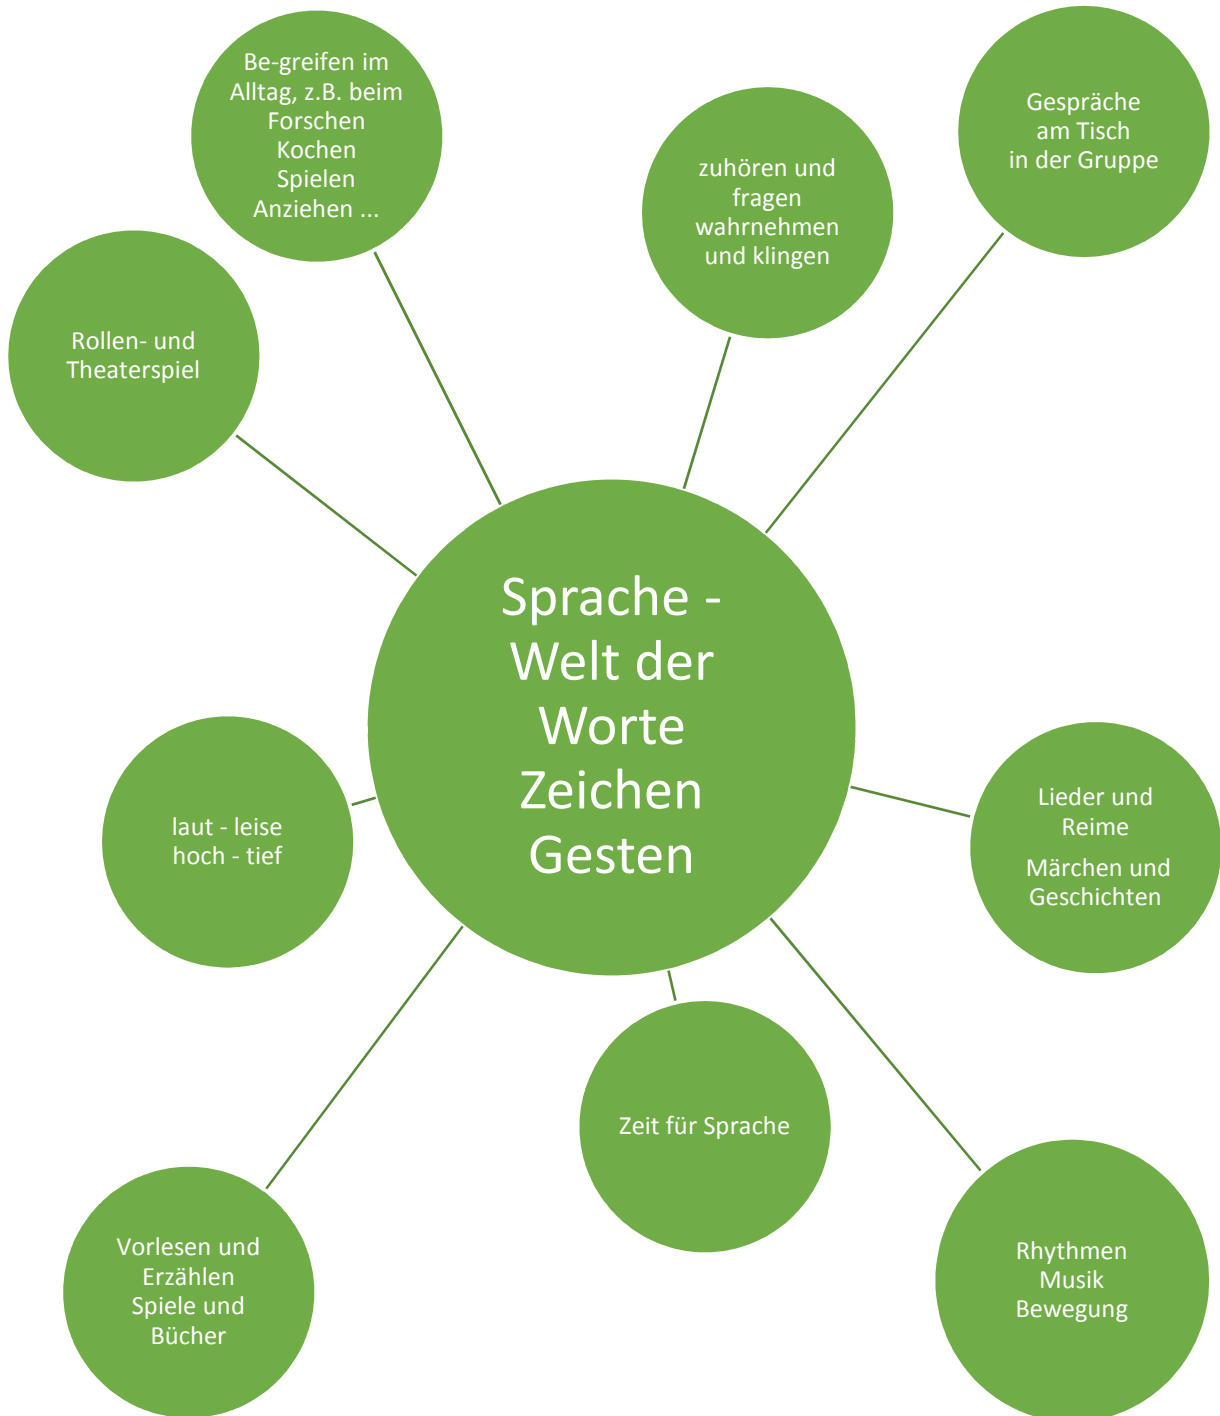 Be-greifen im
Alltag, z.B. beim
Forschen
Kochen
Spielen
Anziehen ...
zuhören und
fragen
wahrnehmen
und klingen
Gespräche
am Tisch
in der Gruppe
Rollen- und
Theaterspiel
Sprache -
Welt der
Worte
Zeichen
Gesten
laut - leise
hoch - tief
Lieder und
Reime
Märchen und
Geschichten
Zeit für Sprache
Vorlesen und
Erzählen
Spiele und
Bücher
Rhythmen
Musik
Bewegung